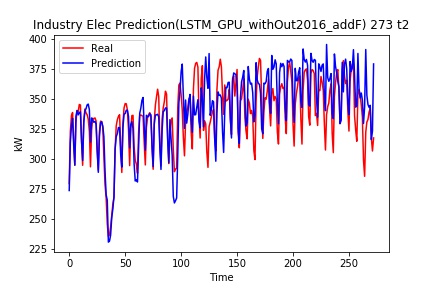 Industry Elec Prediction(LSTM_GPU_withOut2016_addF) 273 t2
400
375
350
325
300
275
250
225
kW
Real
Prediction
0 50 100 150 200 250
Time